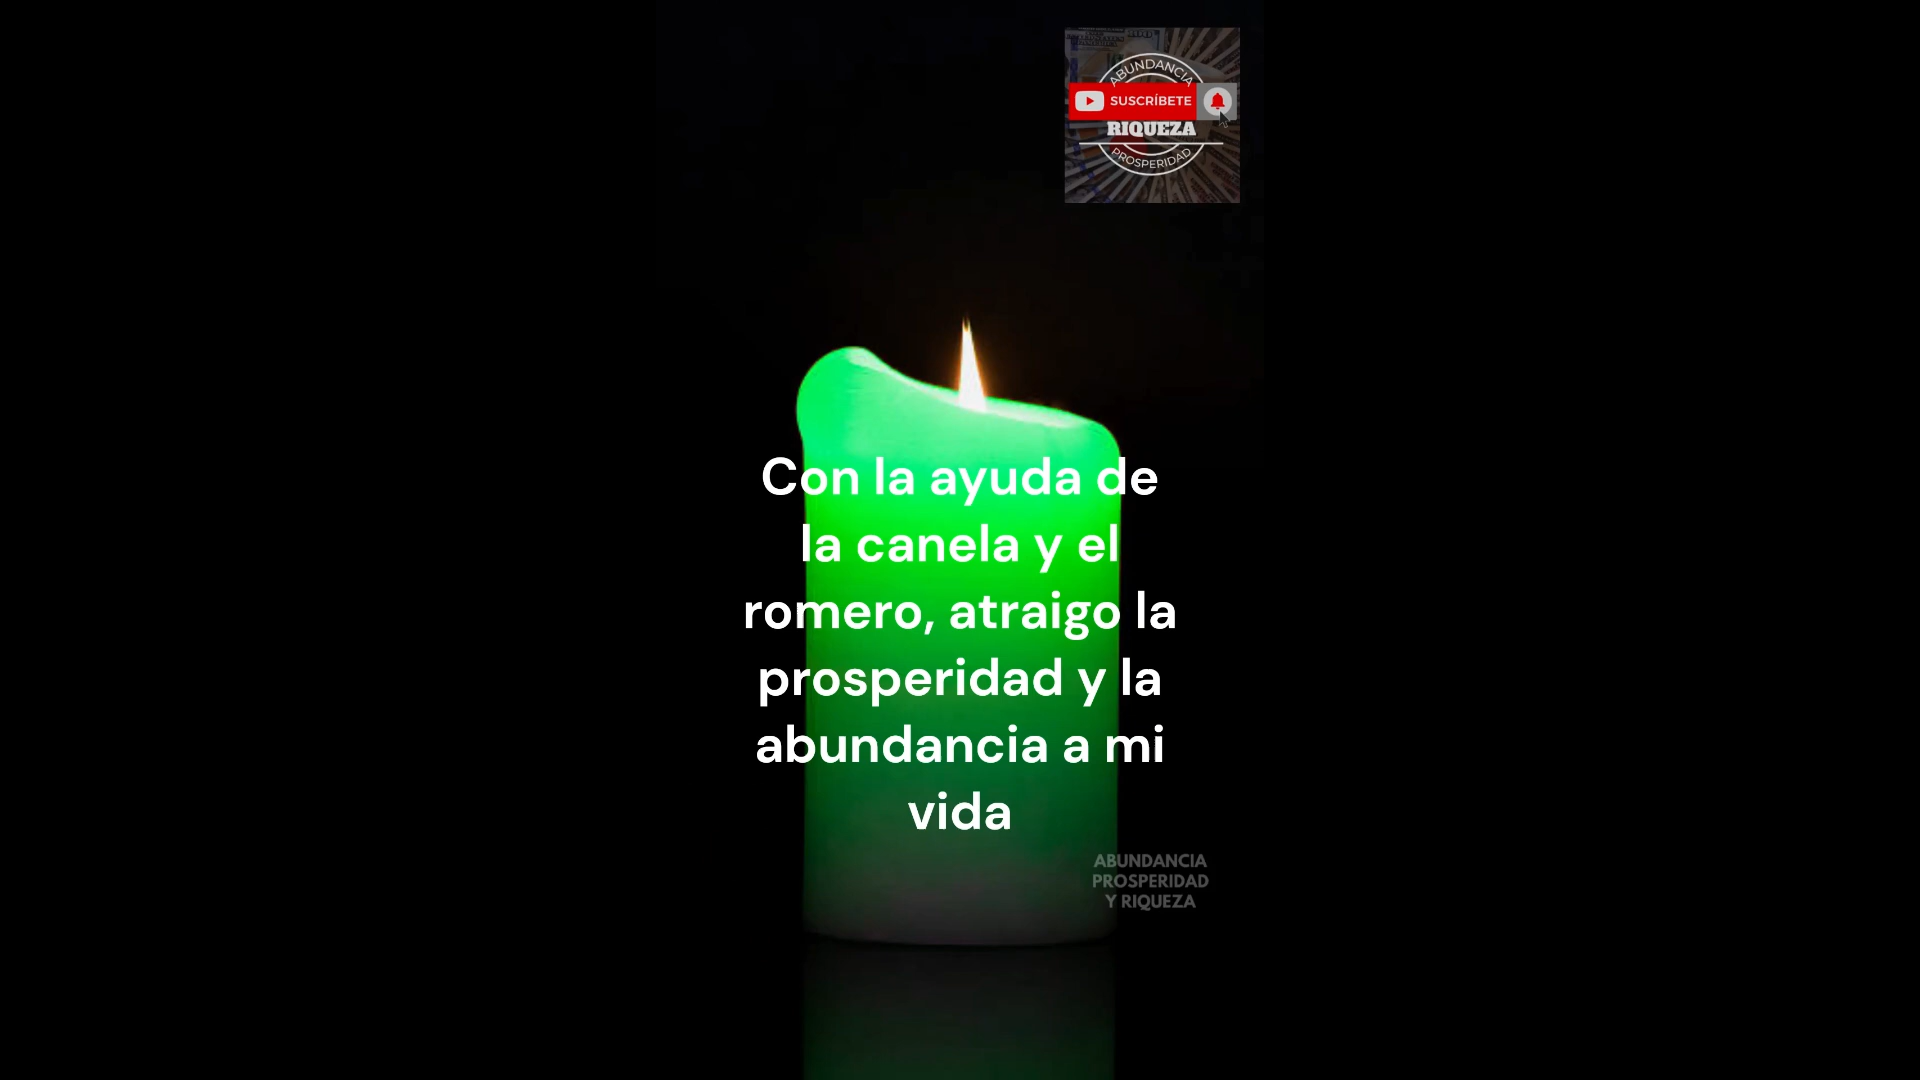 ABUNDANCIA
SUSCRÍBETE
RIQUEZA
PROSPERIDAD
Con la ayuda de
la canela y el
romero, atraigo la
prosperidad y la
abundancia a mi
vida
ABUNDANCIA
PROSPERIDAD
Y RIQUEZA